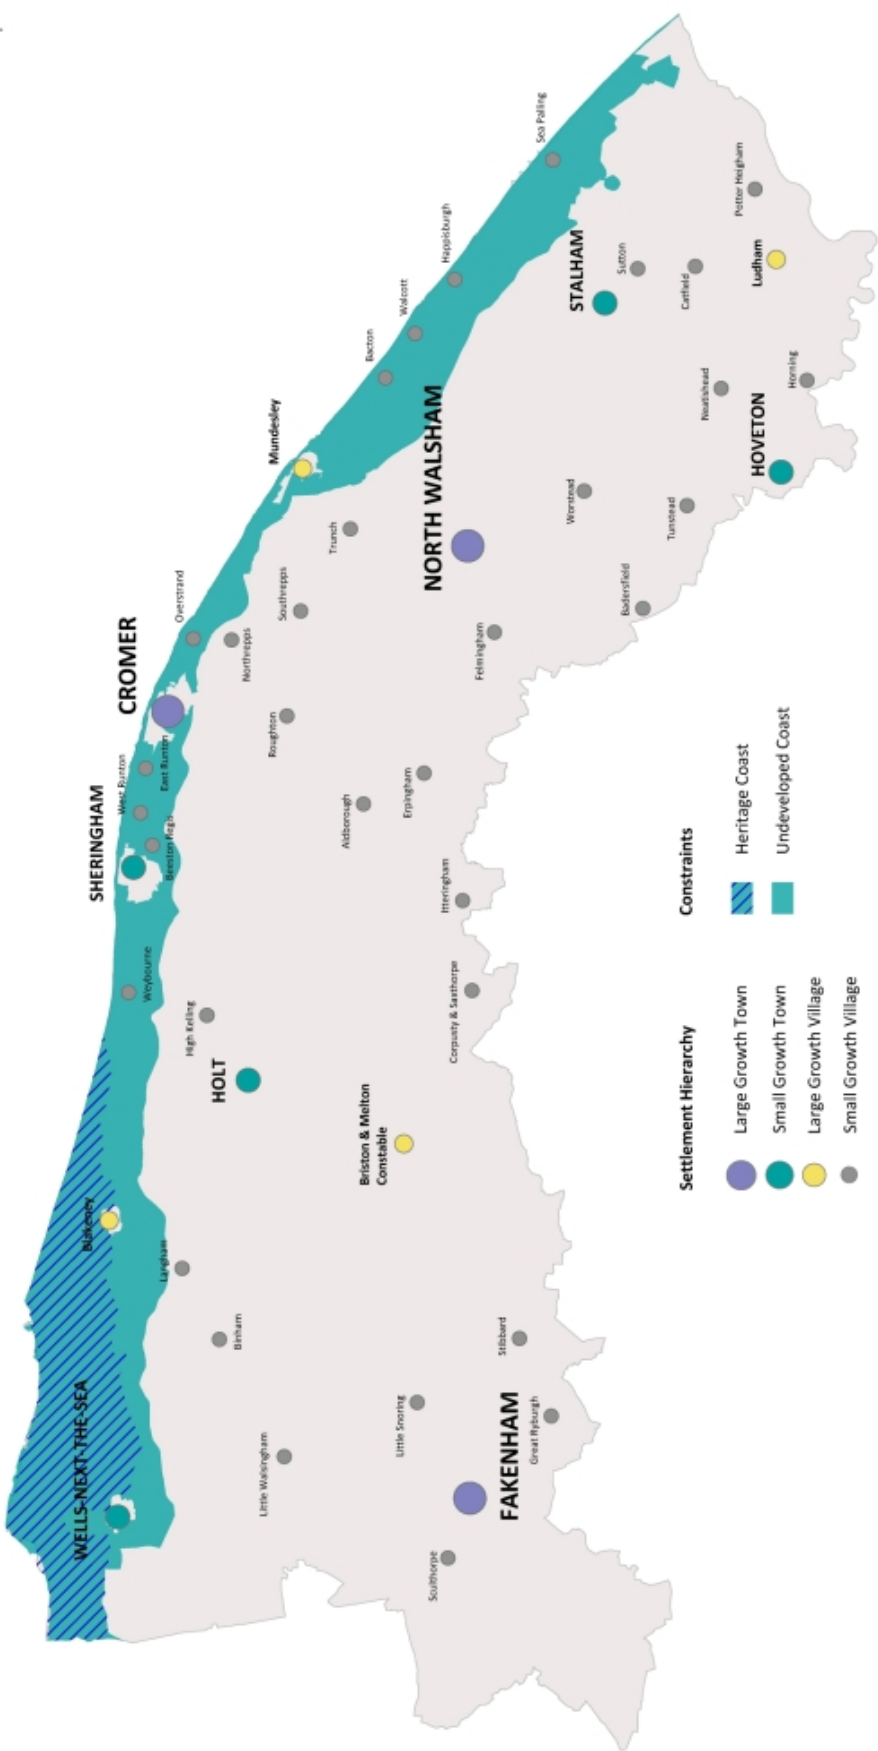 WELLS-NEXT-THE-SEA
Blakeney
Langham
Binham
Little Walsingham
Little Snoring
Sculthorpe
FAKENHAM
Great Ryburgh
Stibbard
Briston & Melton
Constable
HOLT
High Kelling
Weybourne
Corpusty & Saxthorpe
Itteringham
SHERINGHAM
Beeston Regis
West Runton
East Runton
CROMER
Overstrand
Northrepps
Southrepps
Roughton
Aldborough
Erpingham
Felmingham
Trunch
Mundesley
NORTH WALSHAM
Bacton
Walcott
Happisburgh
Sea Palling
STALHAM
Sutton
Catfield
Potter Heigham
Ludham
Horning
Neatishead
HOVETON
Worstead
Tunstead
Badersfield
Settlement Hierarchy
Large Growth Town
Small Growth Town
Large Growth Village
Small Growth Village
Constraints
Heritage Coast
Undeveloped Coast